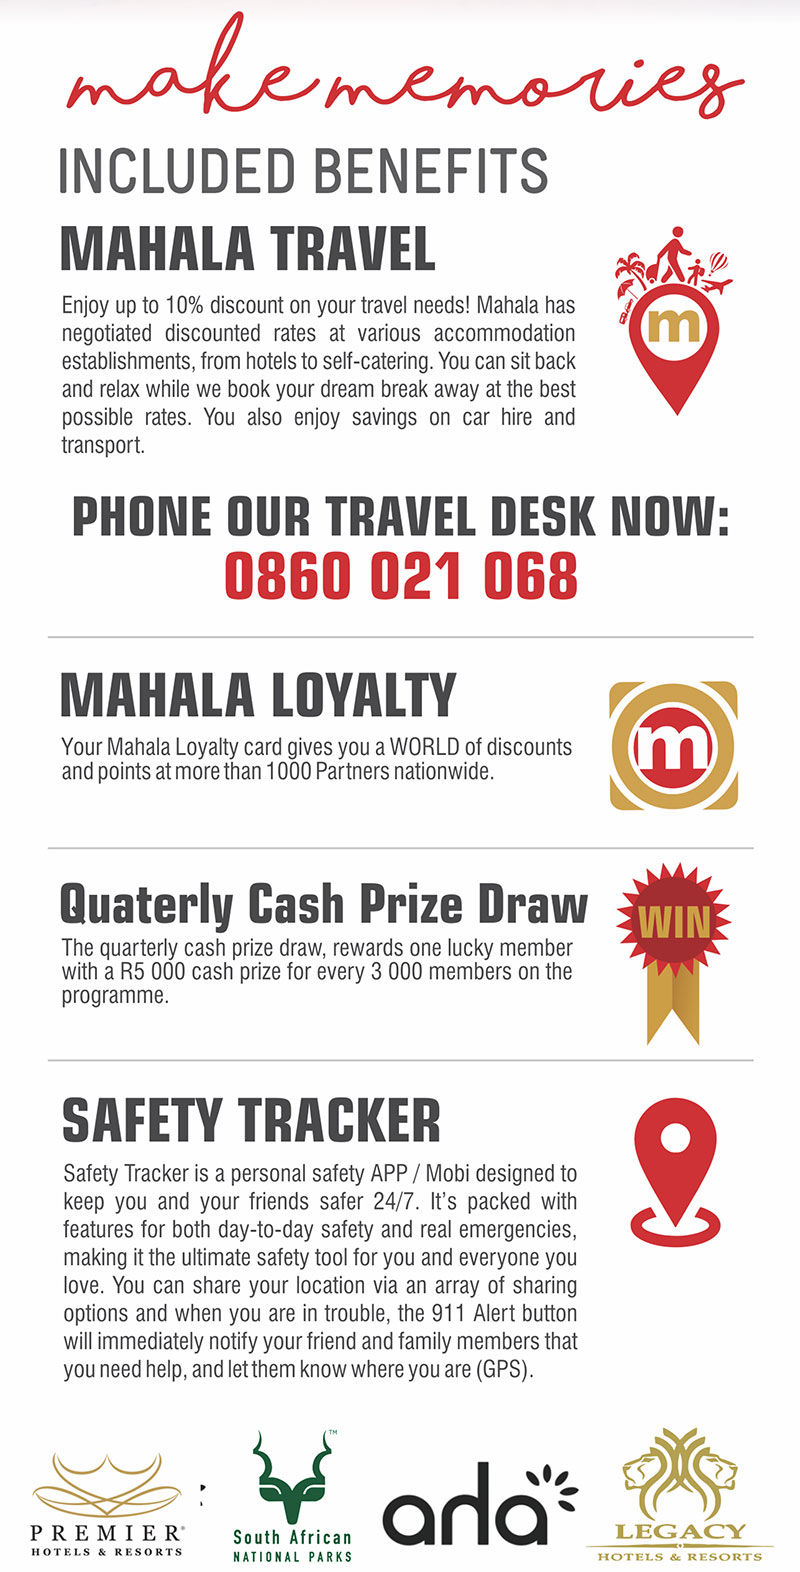 make memories
INCLUDED BENEFITS
MAHALA TRAVEL
Enjoy up to 10% discount on your travel needs! Mahala has
negotiated discounted rates at various accommodation
establishments, from hotels to self-catering. You can sit back
and relax while we book your dream break away at the best
possible rates. You also enjoy savings on car hire and
transport.
m
PHONE OUR TRAVEL DESK NOW:
0860 021 068
MAHALA LOYALTY
Your Mahala Loyalty card gives you a WORLD of discounts
and points at more than 1000 Partners nationwide.
m
Quaterly Cash Prize Draw
The quarterly cash prize draw, rewards one lucky member
with a R5 000 cash prize for every 3 000 members on the
programme.
WIN
SAFETY TRACKER
Safety Tracker is a personal safety APP / Mobi designed to
keep you and your friends safer 24/7. It's packed with
features for both day-to-day safety and real emergencies,
making it the ultimate safety tool for you and everyone you
love. You can share your location via an array of sharing
options and when you are in trouble, the 911 Alert button
will immediately notify your friend and family members that
you need help, and let them know where you are (GPS).
PREMIER®
HOTELS & RESORTS
TM
South African
NATIONAL PARKS
arla
LEGACY
HOTELS & RESORTS